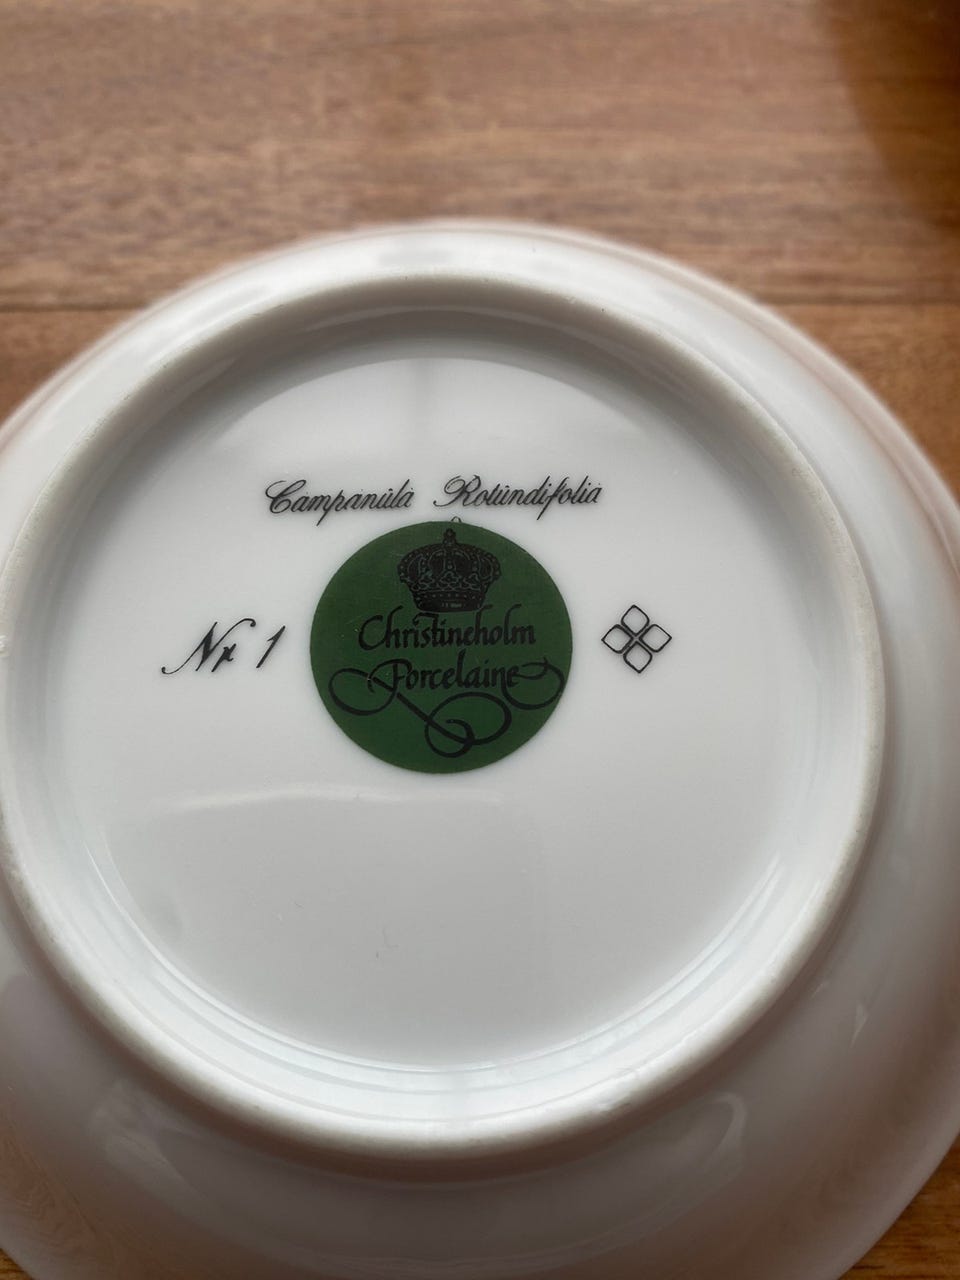 Campanula Rotundifolia
Christineholm
Nr 1
Porcelaine